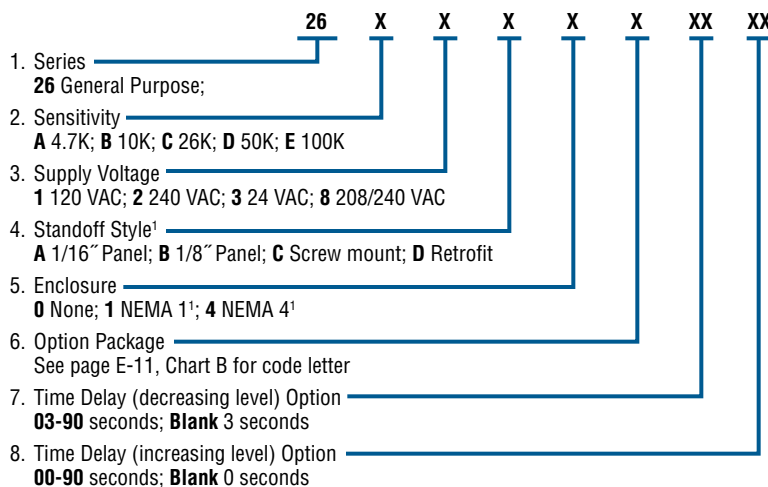 26 X X X X X XX XX
1. Series
26 General Purpose;
2. Sensitivity
A 4.7K; B 10K; C 26K; D 50K; E 100K
3. Supply Voltage
1 120 VAC; 2 240 VAC; 3 24 VAC; 8 208/240 VAC
4. Standoff Style¹
A 1/16˝ Panel; B 1/8˝ Panel; C Screw mount; D Retrofit
5. Enclosure
0 None; 1 NEMA 1¹; 4 NEMA 4¹
6. Option Package
See page E-11, Chart B for code letter
7. Time Delay (decreasing level) Option
03-90 seconds; Blank 3 seconds
8. Time Delay (increasing level) Option
00-90 seconds; Blank 0 seconds